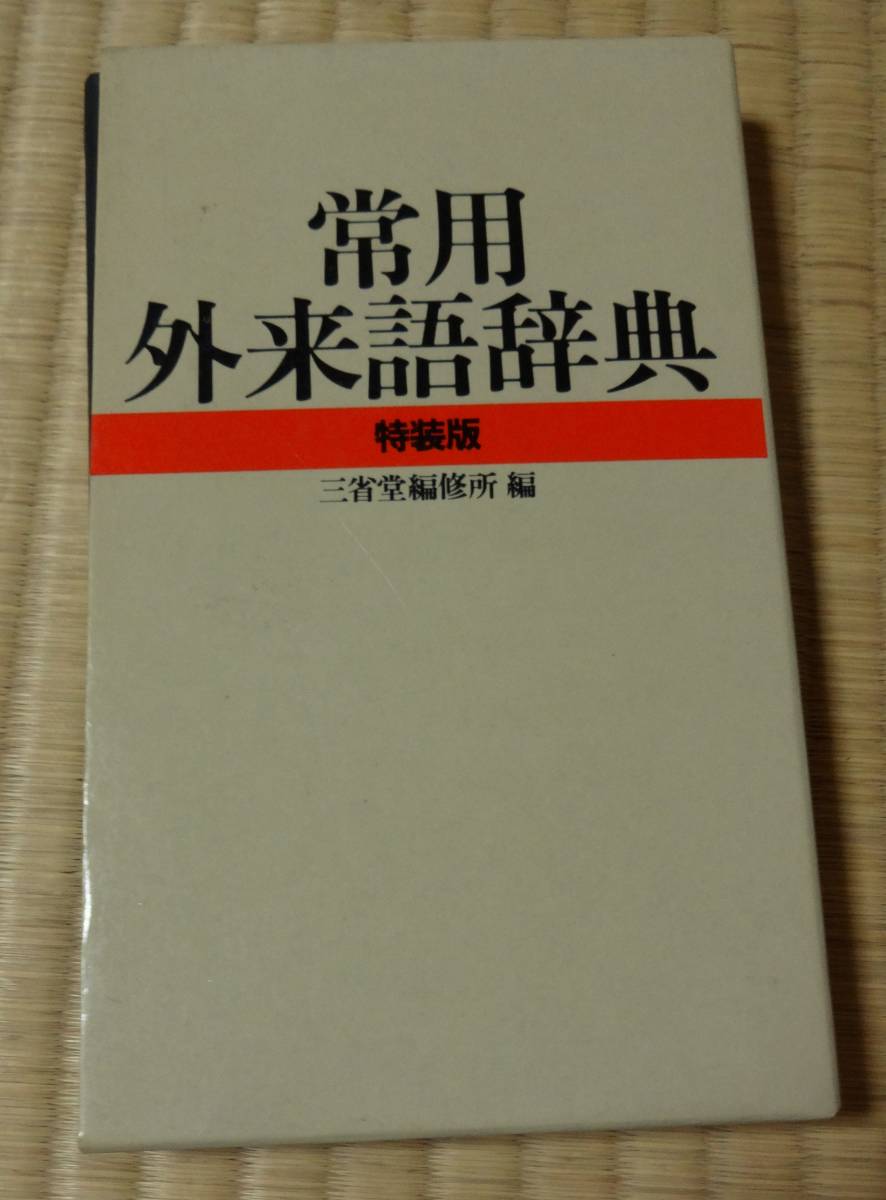 常用
外来語辞典
特装版
三省堂編修所 編